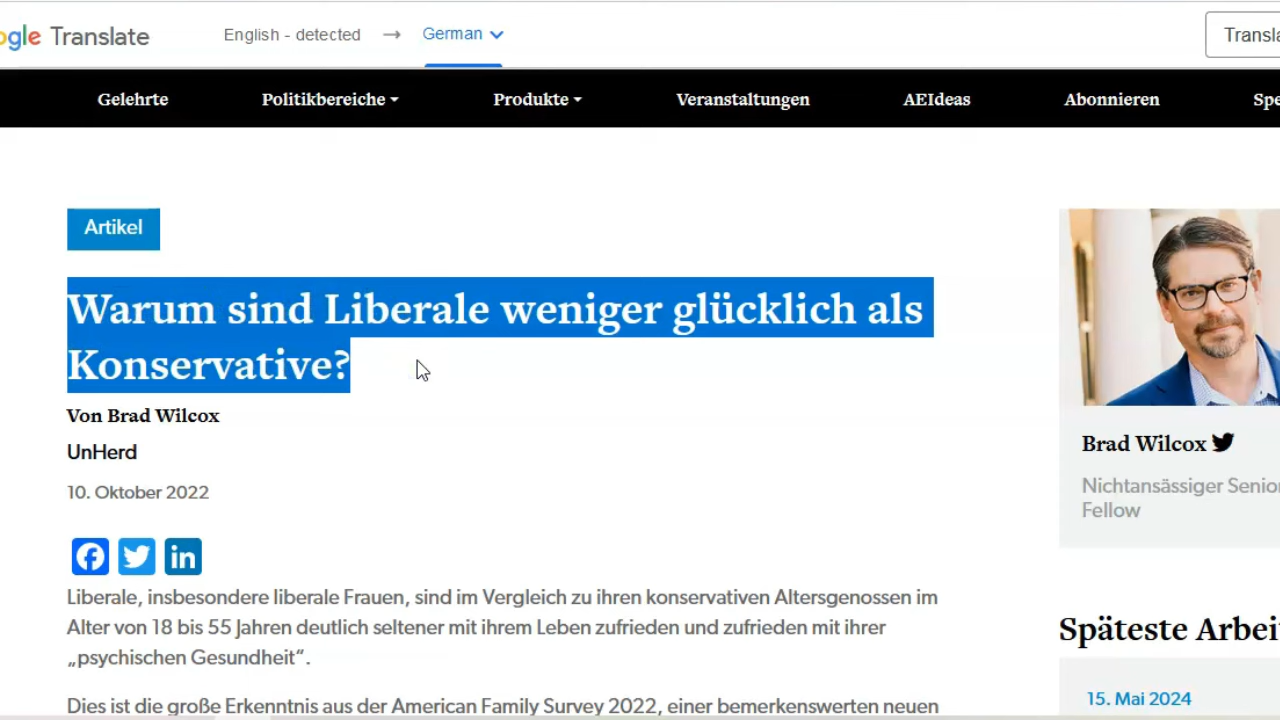 ogle Translate
English - detected → German
Gelehrte Politikbereiche Produkte Veranstaltungen AEIdeas Abonnieren
Artikel
Warum sind Liberale weniger glücklich als
Konservative?
Von Brad Wilcox
UnHerd
10. Oktober 2022
Liberale, insbesondere liberale Frauen, sind im Vergleich zu ihren konservativen Altersgenossen im
Alter von 18 bis 55 Jahren deutlich seltener mit ihrem Leben zufrieden und zufrieden mit ihrer
„psychischen Gesundheit“.
Dies ist die große Erkenntnis aus der American Family Survey 2022, einer bemerkenswerten neuen
Brad Wilcox
Nichtansässiger Senio
Fellow
Späteste Arbei
15. Mai 2024